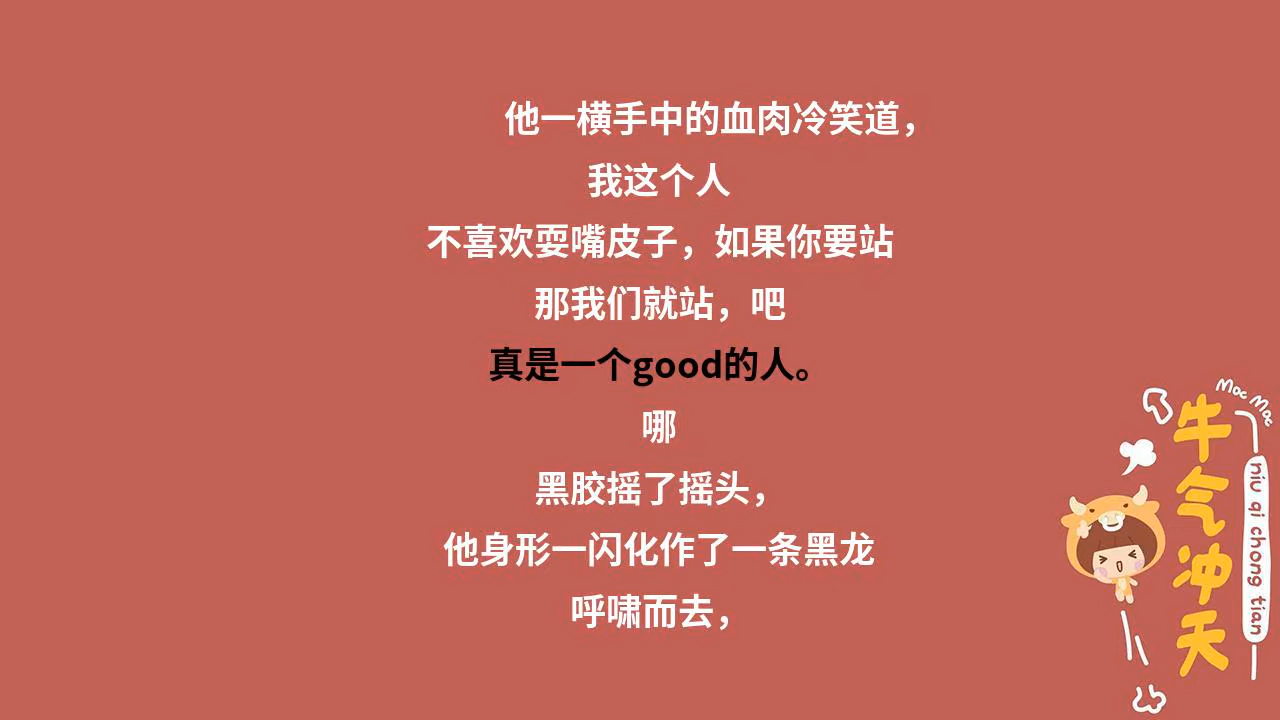 他一横手中的血肉冷笑道，
我这个人
不喜欢耍嘴皮子，如果你要站
那我们就站，吧
真是一个good的人。
哪
黑胶摇了摇头，
他身形一闪化作了一条黑龙
呼啸而去，
Moc Moc
牛气冲天
niu qi chong tian